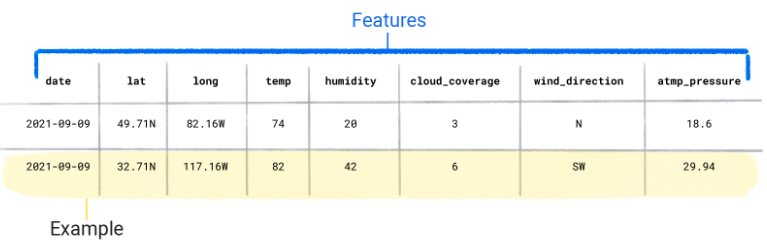 Features
date lat long temp humidity cloud_coverage wind_direction atmp_pressure
2021-09-09 49.71N 82.16W 74 20 3 N 18.6
2021-09-09 32.71N 117.16W 82 42 6 SW 29.94
Example